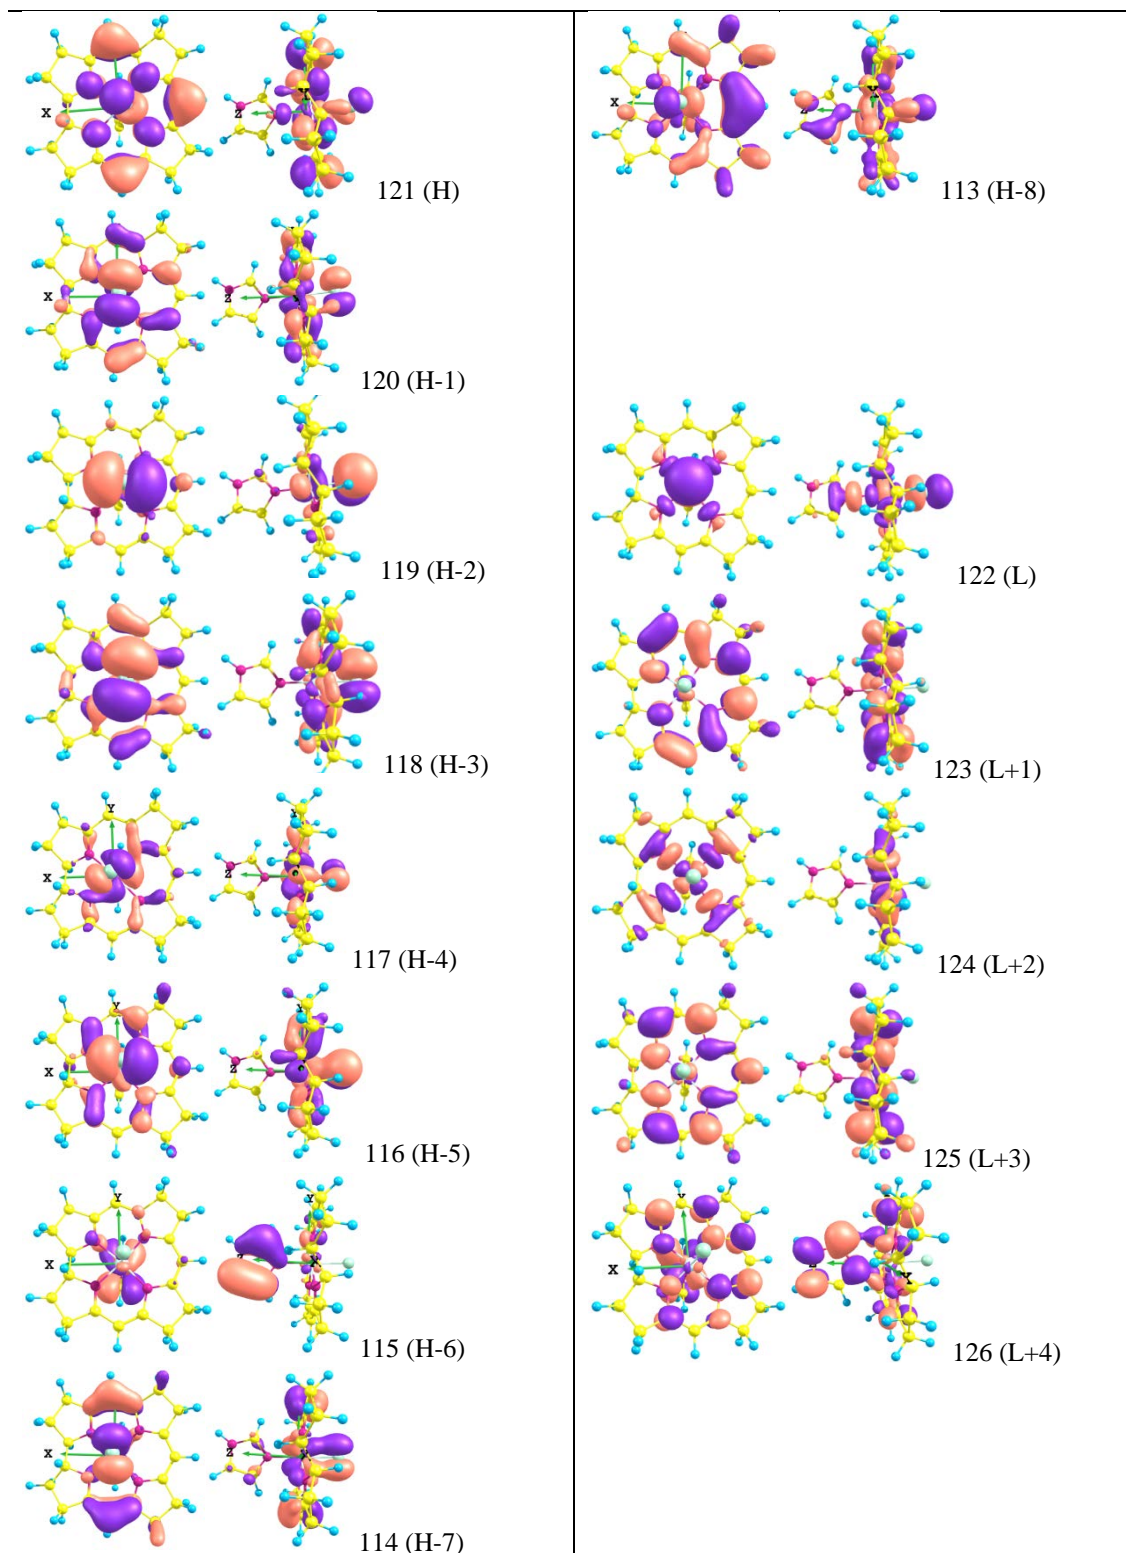 X
Z
Y
121 (H)
X
Z
113 (H-8)
X
Z
120 (H-1)
119 (H-2)
122 (L)
118 (H-3)
123 (L+1)
Y
X
Z
117 (H-4)
124 (L+2)
Y
X
Z
Y
116 (H-5)
125 (L+3)
Y
X
Y
X
115 (H-6)
X
Z
X
Y
126 (L+4)
X
Z
X
114 (H-7)